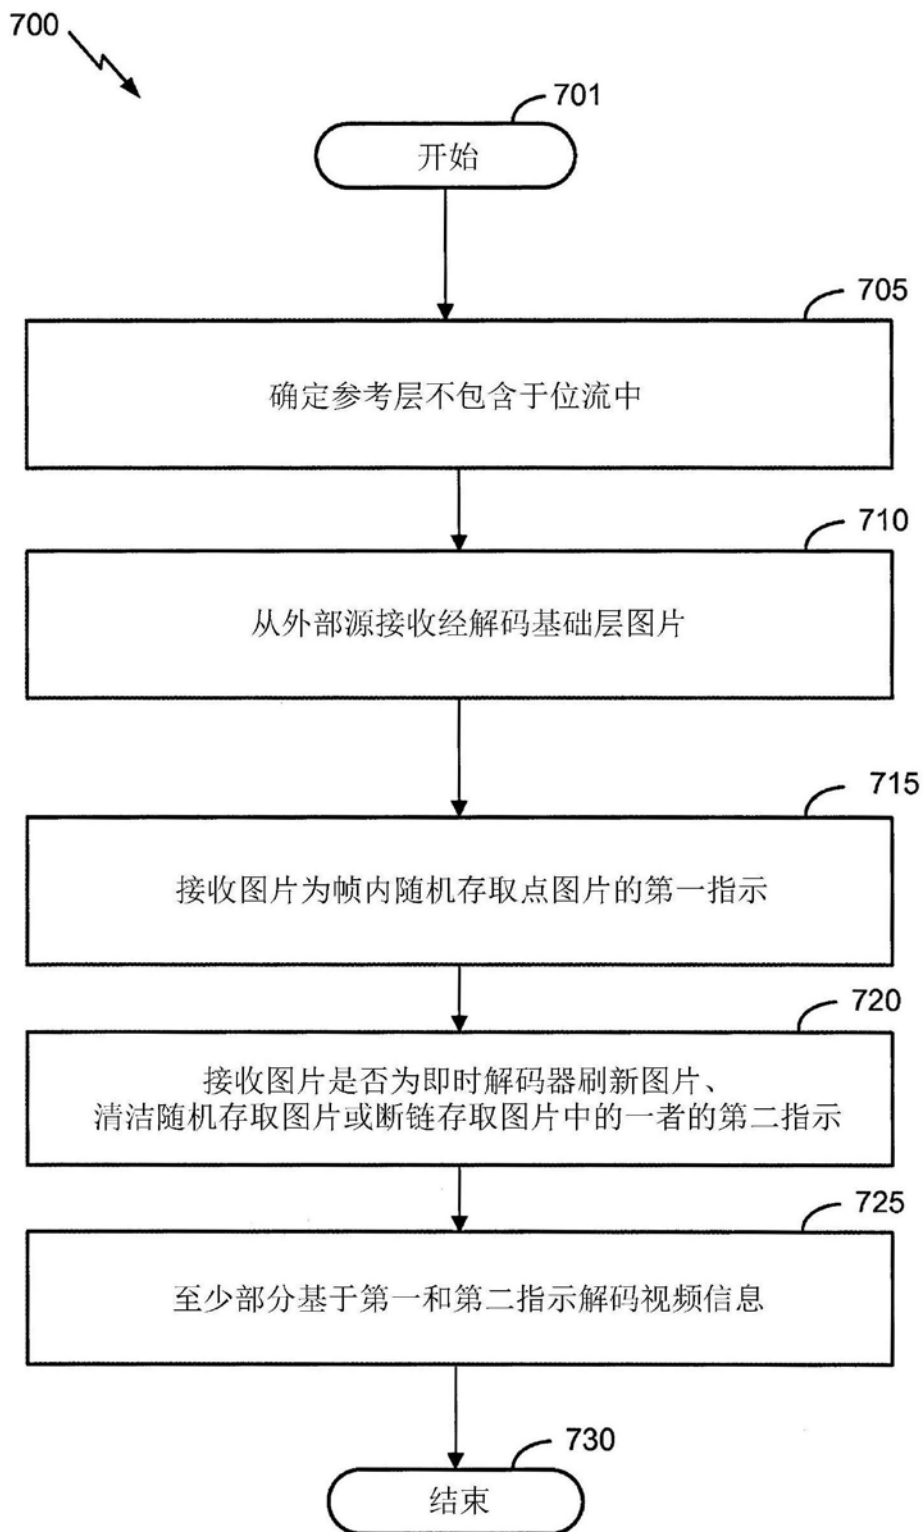 700
701
开始
705
确定参考层不包含于位流中
710
从外部源接收经解码基础层图片
715
接收图片为帧内随机存取点图片的第一指示
720
接收图片是否为即时解码器刷新图片、
清洁随机存取图片或断链存取图片中的一者的第二指示
725
至少部分基于第一和第二指示解码视频信息
730
结束